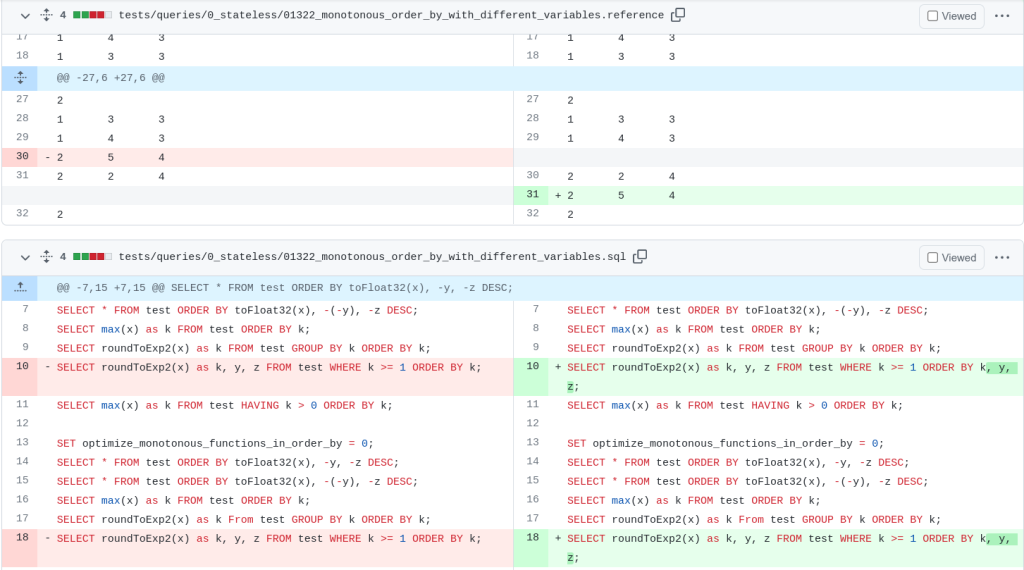 4 tests/queries/0_stateless/01322_monotonous_order_by_with_different_variables.reference Viewed
17 1 4 3 17 1 4 3
18 1 3 3 18 1 3 3
@@ -27,6 +27,6 @@
27 2 27 2
28 1 3 3 28 1 3 3
29 1 4 3 29 1 4 3
30 - 2 5 4
31 2 2 4 30 2 2 4
31 + 2 5 4
32 2 32 2
4 tests/queries/0_stateless/01322_monotonous_order_by_with_different_variables.sql Viewed
@@ -7,15 +7,15 @@ SELECT * FROM test ORDER BY toFloat32(x), -y, -z DESC;
7 SELECT * FROM test ORDER BY toFloat32(x), -(-y), -z DESC; 7 SELECT * FROM test ORDER BY toFloat32(x), -(-y), -z DESC;
8 SELECT max(x) as k FROM test ORDER BY k; 8 SELECT max(x) as k FROM test ORDER BY k;
9 SELECT roundToExp2(x) as k FROM test GROUP BY k ORDER BY k; 9 SELECT roundToExp2(x) as k FROM test GROUP BY k ORDER BY k;
10 - SELECT roundToExp2(x) as k, y, z FROM test WHERE k >= 1 ORDER BY k; 10 + SELECT roundToExp2(x) as k, y, z FROM test WHERE k >= 1 ORDER BY k, y,
z;
11 SELECT max(x) as k FROM test HAVING k > 0 ORDER BY k; 11 SELECT max(x) as k FROM test HAVING k > 0 ORDER BY k;
12 12
13 SET optimize_monotonous_functions_in_order_by = 0; 13 SET optimize_monotonous_functions_in_order_by = 0;
14 SELECT * FROM test ORDER BY toFloat32(x), -y, -z DESC; 14 SELECT * FROM test ORDER BY toFloat32(x), -y, -z DESC;
15 SELECT * FROM test ORDER BY toFloat32(x), -(-y), -z DESC; 15 SELECT * FROM test ORDER BY toFloat32(x), -(-y), -z DESC;
16 SELECT max(x) as k FROM test ORDER BY k; 16 SELECT max(x) as k FROM test ORDER BY k;
17 SELECT roundToExp2(x) as k From test GROUP BY k ORDER BY k; 17 SELECT roundToExp2(x) as k From test GROUP BY k ORDER BY k;
18 - SELECT roundToExp2(x) as k, y, z FROM test WHERE k >= 1 ORDER BY k; 18 + SELECT roundToExp2(x) as k, y, z FROM test WHERE k >= 1 ORDER BY k, y,
z;